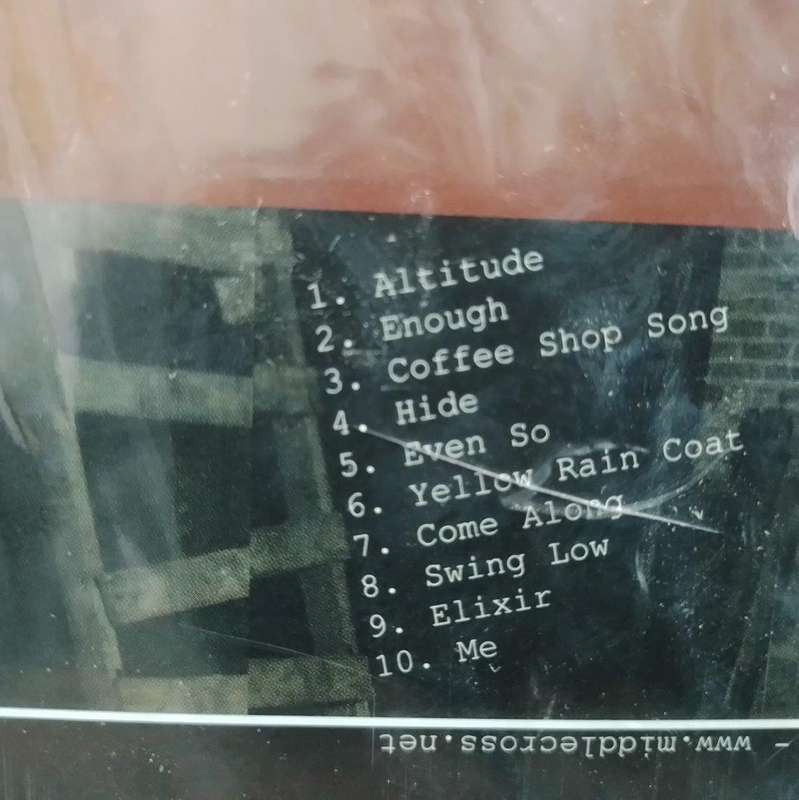 1. Altitude
2. Enough
3. Coffee Shop Song
4. Hide
5. Even So
6. Yellow Rain Coat
7. Come Along
8. Swing Low
9. Elixir
10. Me
- www.middlecross.net